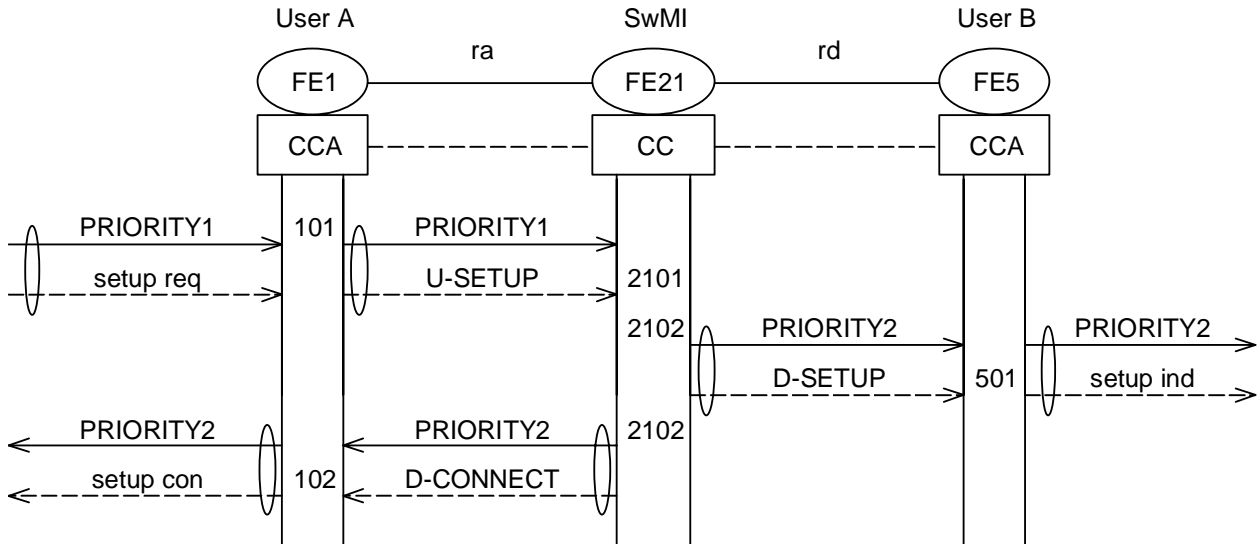 User A SwMI User B
ra rd
FE1 FE21 FE5
CCA CC CCA
PRIORITY1 101 PRIORITY1
setup req U-SETUP 2101
2102 PRIORITY2 PRIORITY2
D-SETUP 501 setup ind
PRIORITY2 PRIORITY2 2102
setup con 102 D-CONNECT